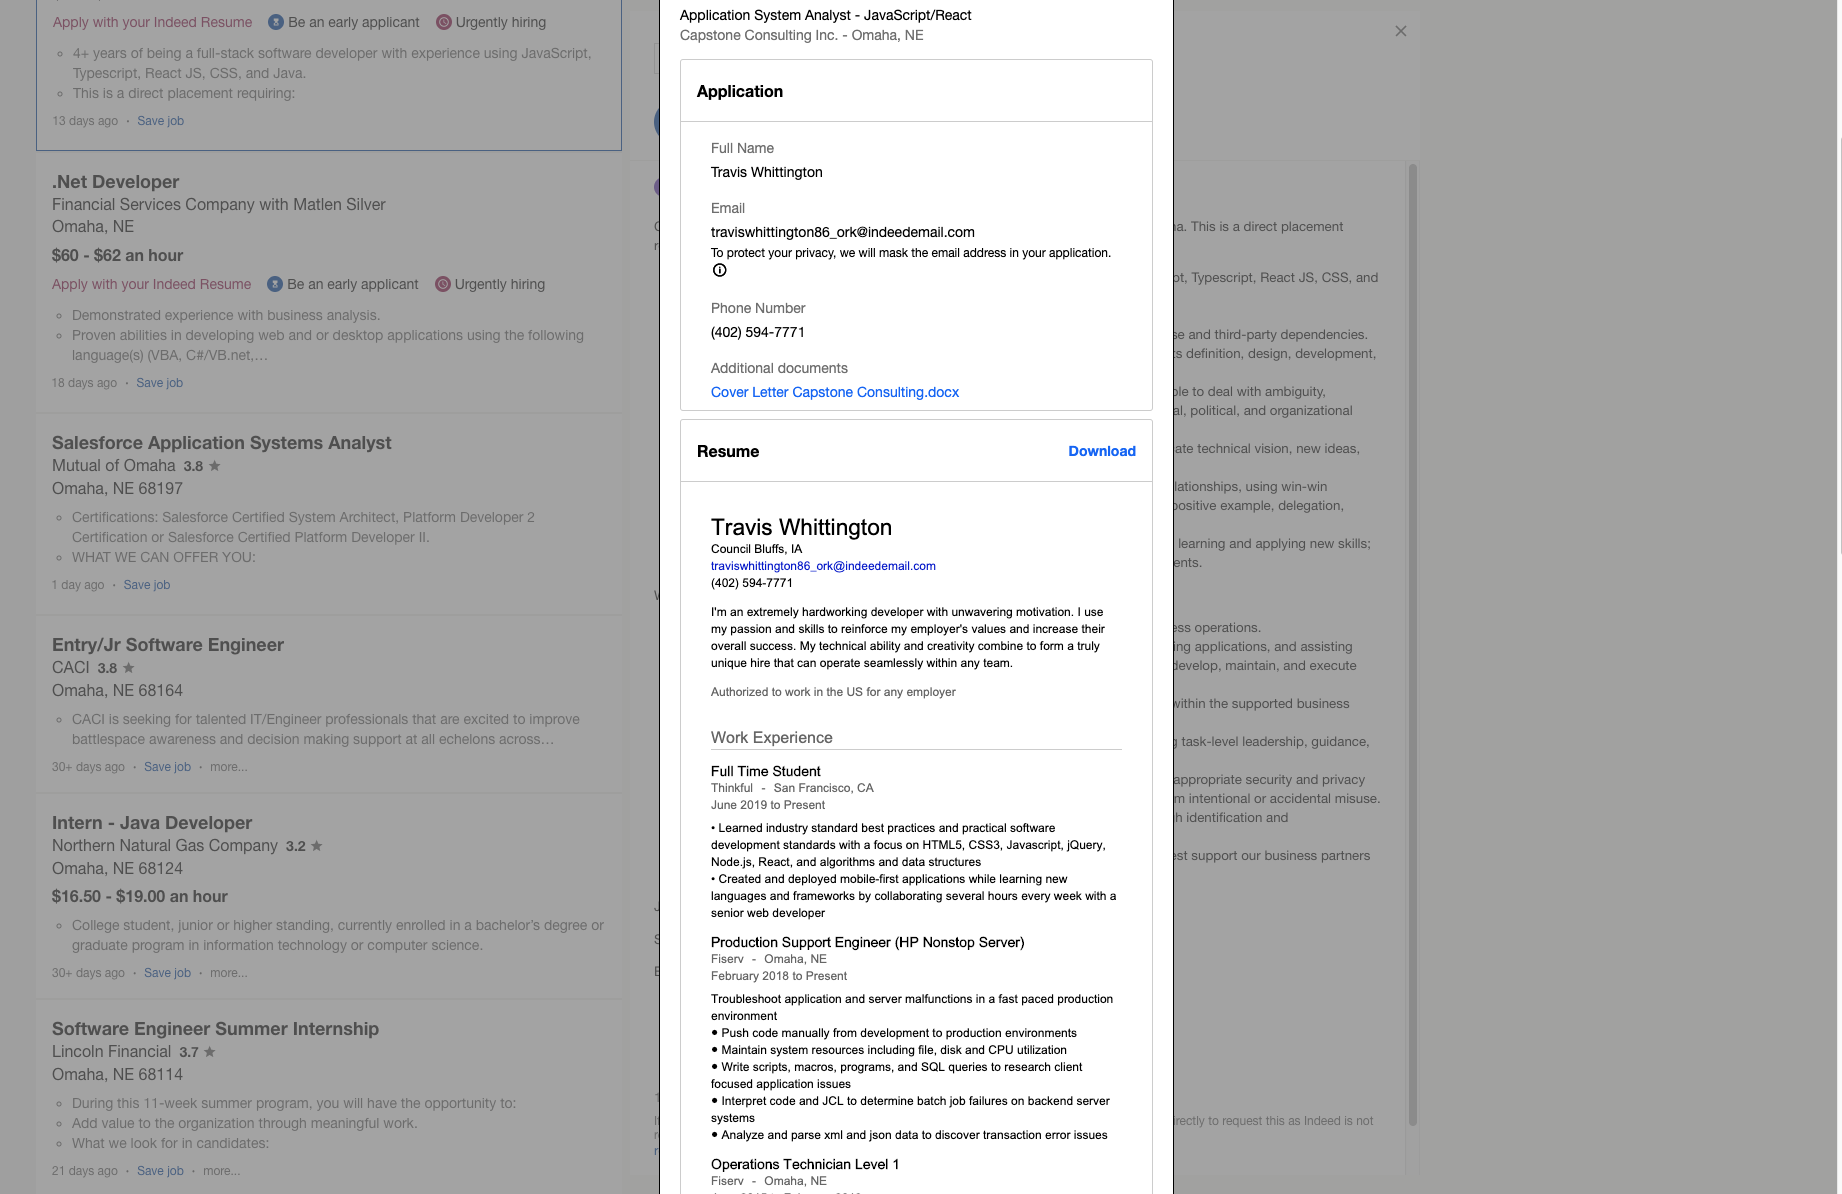 Apply with your Indeed Resume Be an early applicant Urgently hiring
4+ years of being a full-stack software developer with experience using JavaScript,
Typescript, React JS, CSS, and Java.
This is a direct placement requiring:
13 days ago · Save job
.Net Developer
Financial Services Company with Matlen Silver
Omaha, NE
$60 - $62 an hour
Apply with your Indeed Resume Be an early applicant Urgently hiring
Demonstrated experience with business analysis.
Proven abilities in developing web and or desktop applications using the following
language(s) (VBA, C#/VB.net,…
18 days ago · Save job
Salesforce Application Systems Analyst
Mutual of Omaha 3.8 ★
Omaha, NE 68197
Certifications: Salesforce Certified System Architect, Platform Developer 2
Certification or Salesforce Certified Platform Developer II.
WHAT WE CAN OFFER YOU:
1 day ago · Save job
Entry/Jr Software Engineer
CACI 3.8 ★
Omaha, NE 68164
CACI is seeking for talented IT/Engineer professionals that are excited to improve
battlespace awareness and decision making support at all echelons across…
30+ days ago · Save job · more...
Intern - Java Developer
Northern Natural Gas Company 3.2 ★
Omaha, NE 68124
$16.50 - $19.00 an hour
College student, junior or higher standing, currently enrolled in a bachelor's degree or
graduate program in information technology or computer science.
30+ days ago · Save job · more...
Software Engineer Summer Internship
Lincoln Financial 3.7 ★
Omaha, NE 68114
During this 11-week summer program, you will have the opportunity to:
Add value to the organization through meaningful work.
What we look for in candidates:
21 days ago · Save job · more...
Application System Analyst - JavaScript/React
Capstone Consulting Inc. - Omaha, NE
Application
Full Name
Travis Whittington
Email
traviswhittington86_ork@indeedemail.com
To protect your privacy, we will mask the email address in your application.
Phone Number
(402) 594-7771
Additional documents
Cover Letter Capstone Consulting.docx
Resume Download
Travis Whittington
Council Bluffs, IA
traviswhittington86_ork@indeedemail.com
(402) 594-7771
I'm an extremely hardworking developer with unwavering motivation. I use
my passion and skills to reinforce my employer's values and increase their
overall success. My technical ability and creativity combine to form a truly
unique hire that can operate seamlessly within any team.
Authorized to work in the US for any employer
Work Experience
Full Time Student
Thinkful - San Francisco, CA
June 2019 to Present
• Learned industry standard best practices and practical software
development standards with a focus on HTML5, CSS3, Javascript, jQuery,
Node.js, React, and algorithms and data structures
• Created and deployed mobile-first applications while learning new
languages and frameworks by collaborating several hours every week with a
senior web developer
Production Support Engineer (HP Nonstop Server)
Fiserv - Omaha, NE
February 2018 to Present
Troubleshoot application and server malfunctions in a fast paced production
environment
● Push code manually from development to production environments
● Maintain system resources including file, disk and CPU utilization
● Write scripts, macros, programs, and SQL queries to research client
focused application issues
● Interpret code and JCL to determine batch job failures on backend server
systems
● Analyze and parse xml and json data to discover transaction error issues
Operations Technician Level 1
Fiserv - Omaha, NE
This is a direct placement
Typescript, React JS, CSS, and
and third-party dependencies.
definition, design, development,
to deal with ambiguity,
political, and organizational
technical vision, new ideas,
using win-win
example, delegation,
learning and applying new skills;
operations.
applications, and assisting
develop, maintain, and execute
within the supported business
task-level leadership, guidance,
appropriate security and privacy
intentional or accidental misuse.
identification and
support our business partners
to request this as Indeed is not